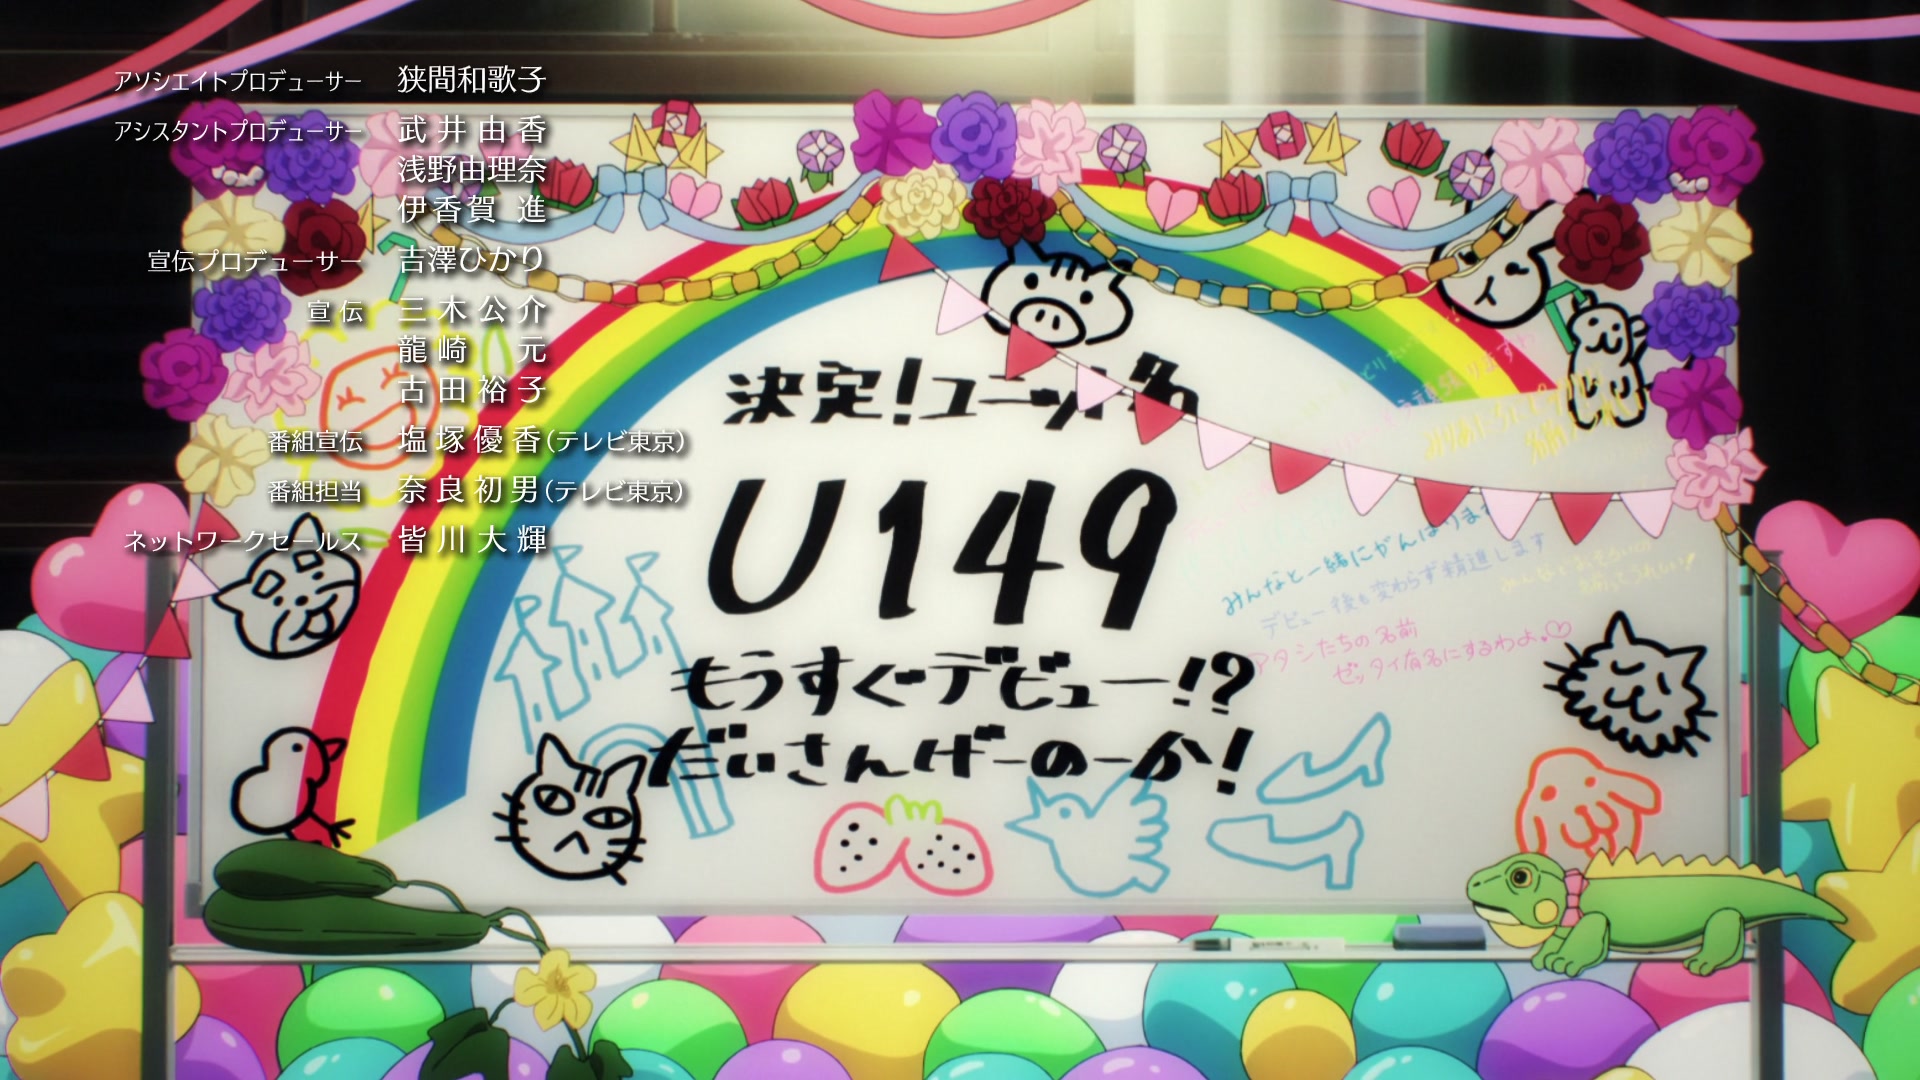 アソシエイトプロデューサー 狭間和歌子
アシスタントプロデューサー 武井由香
浅野由理奈
伊香賀 進
宣伝プロデューサー 吉澤ひかり
宣伝 三木公介
龍崎 元
古田裕子
番組宣伝 塩塚優香(テレビ東京)
番組担当 奈良初男(テレビ東京)
ネットワークセールス 皆川大輝
決定!ユニット名
U149
もうすぐデビュー!?
だいさんげーのーか!
みんなと一緒にがんばります
デビュー後も変わらず精進します
アタシたちの名前
ゼッタイ有名にするわよ。♡